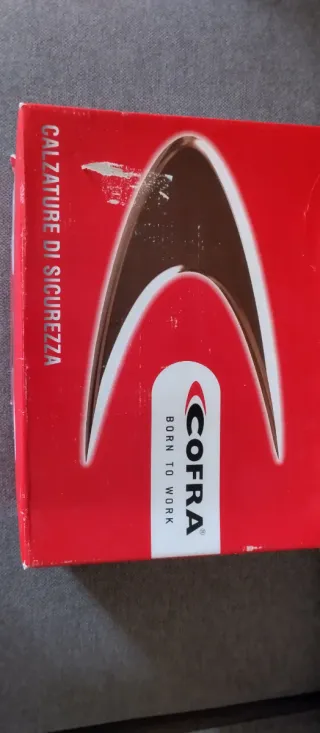 COFRA®
BORN TO WORK
CALZATURE DI SICUREZZA